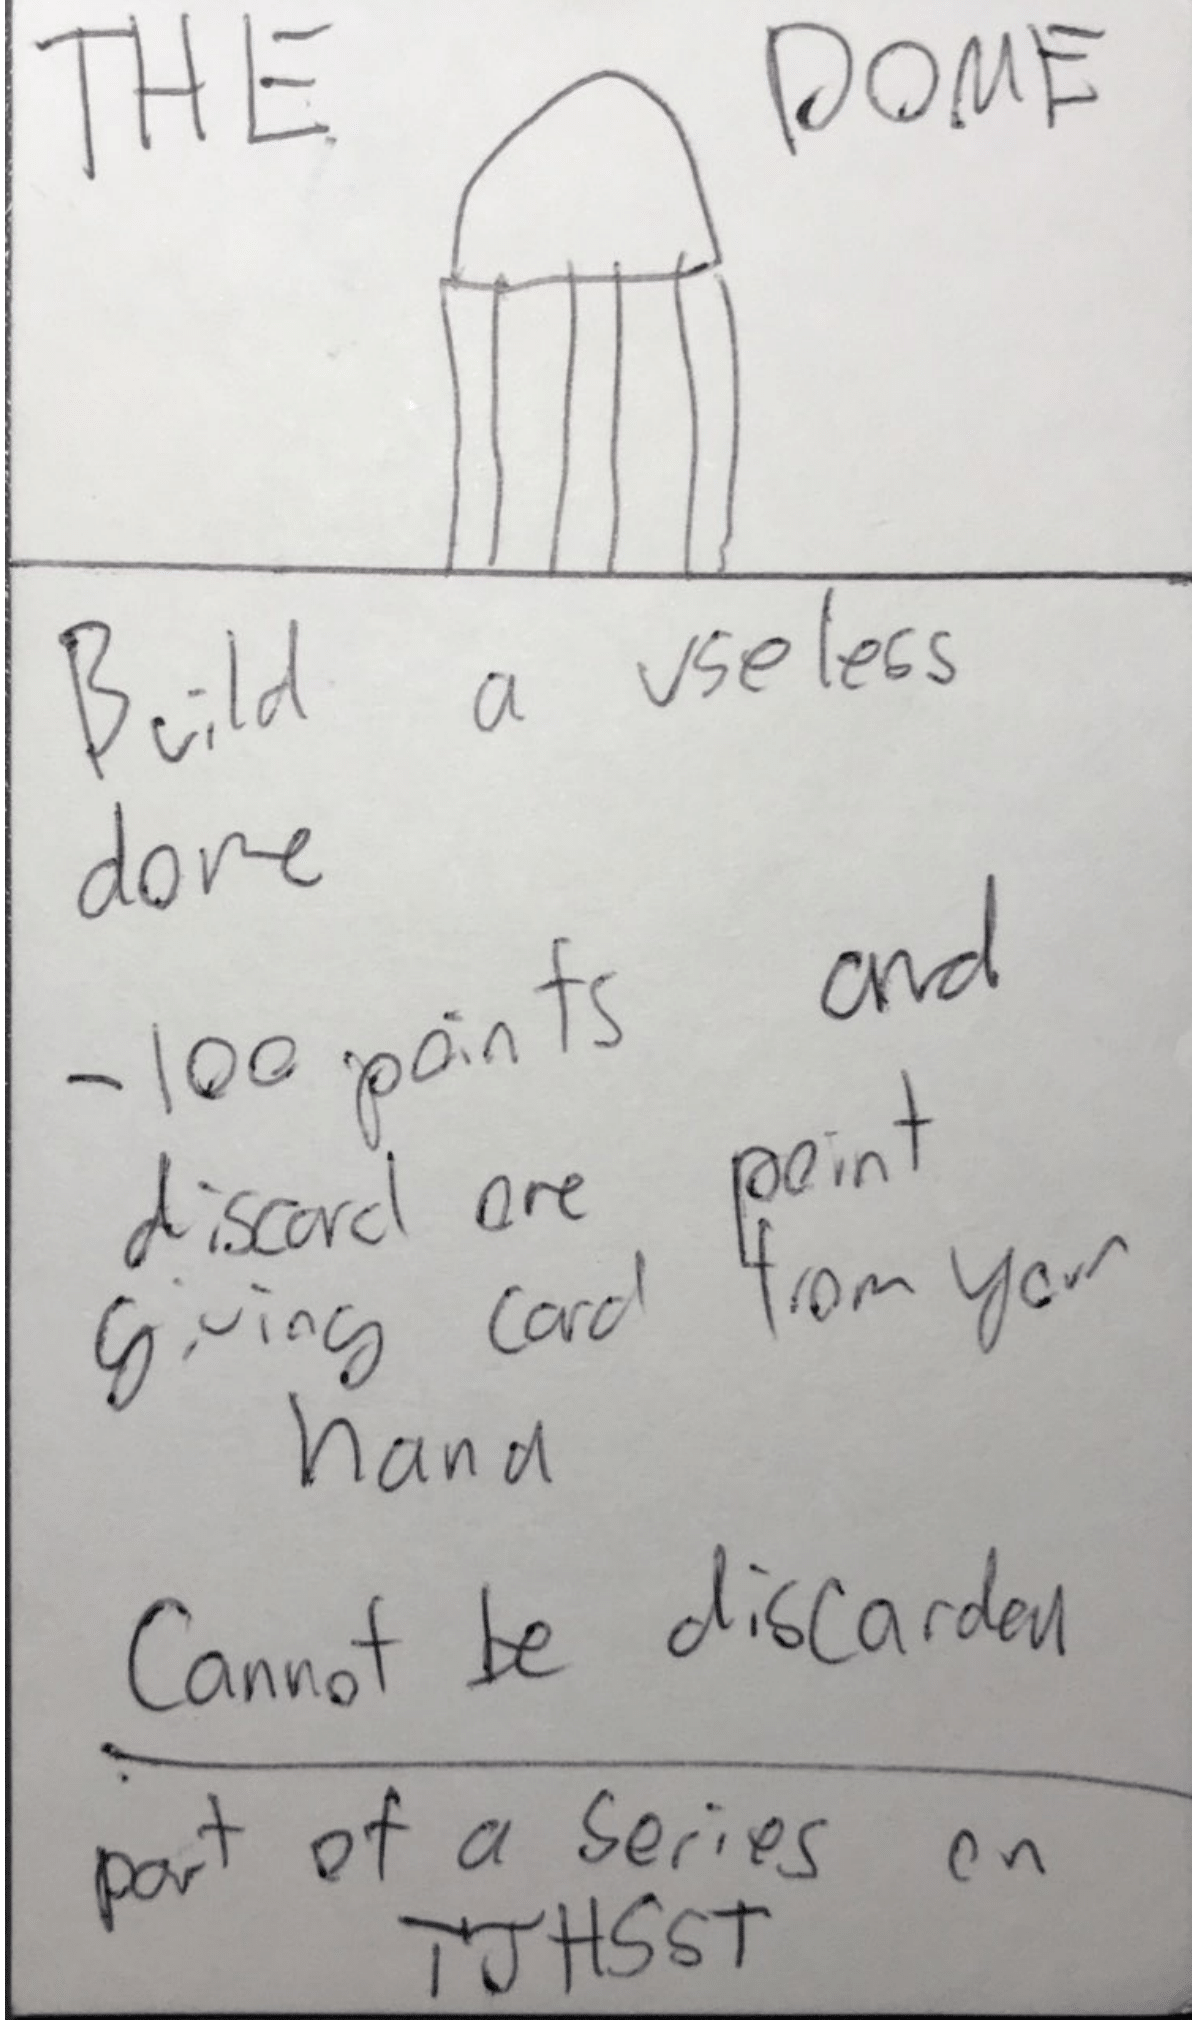 THE DOME
Build a useless
dome
-100 points and
discard one point
giving card from your
hand
Cannot be discarded
part of a series on
TJHSST